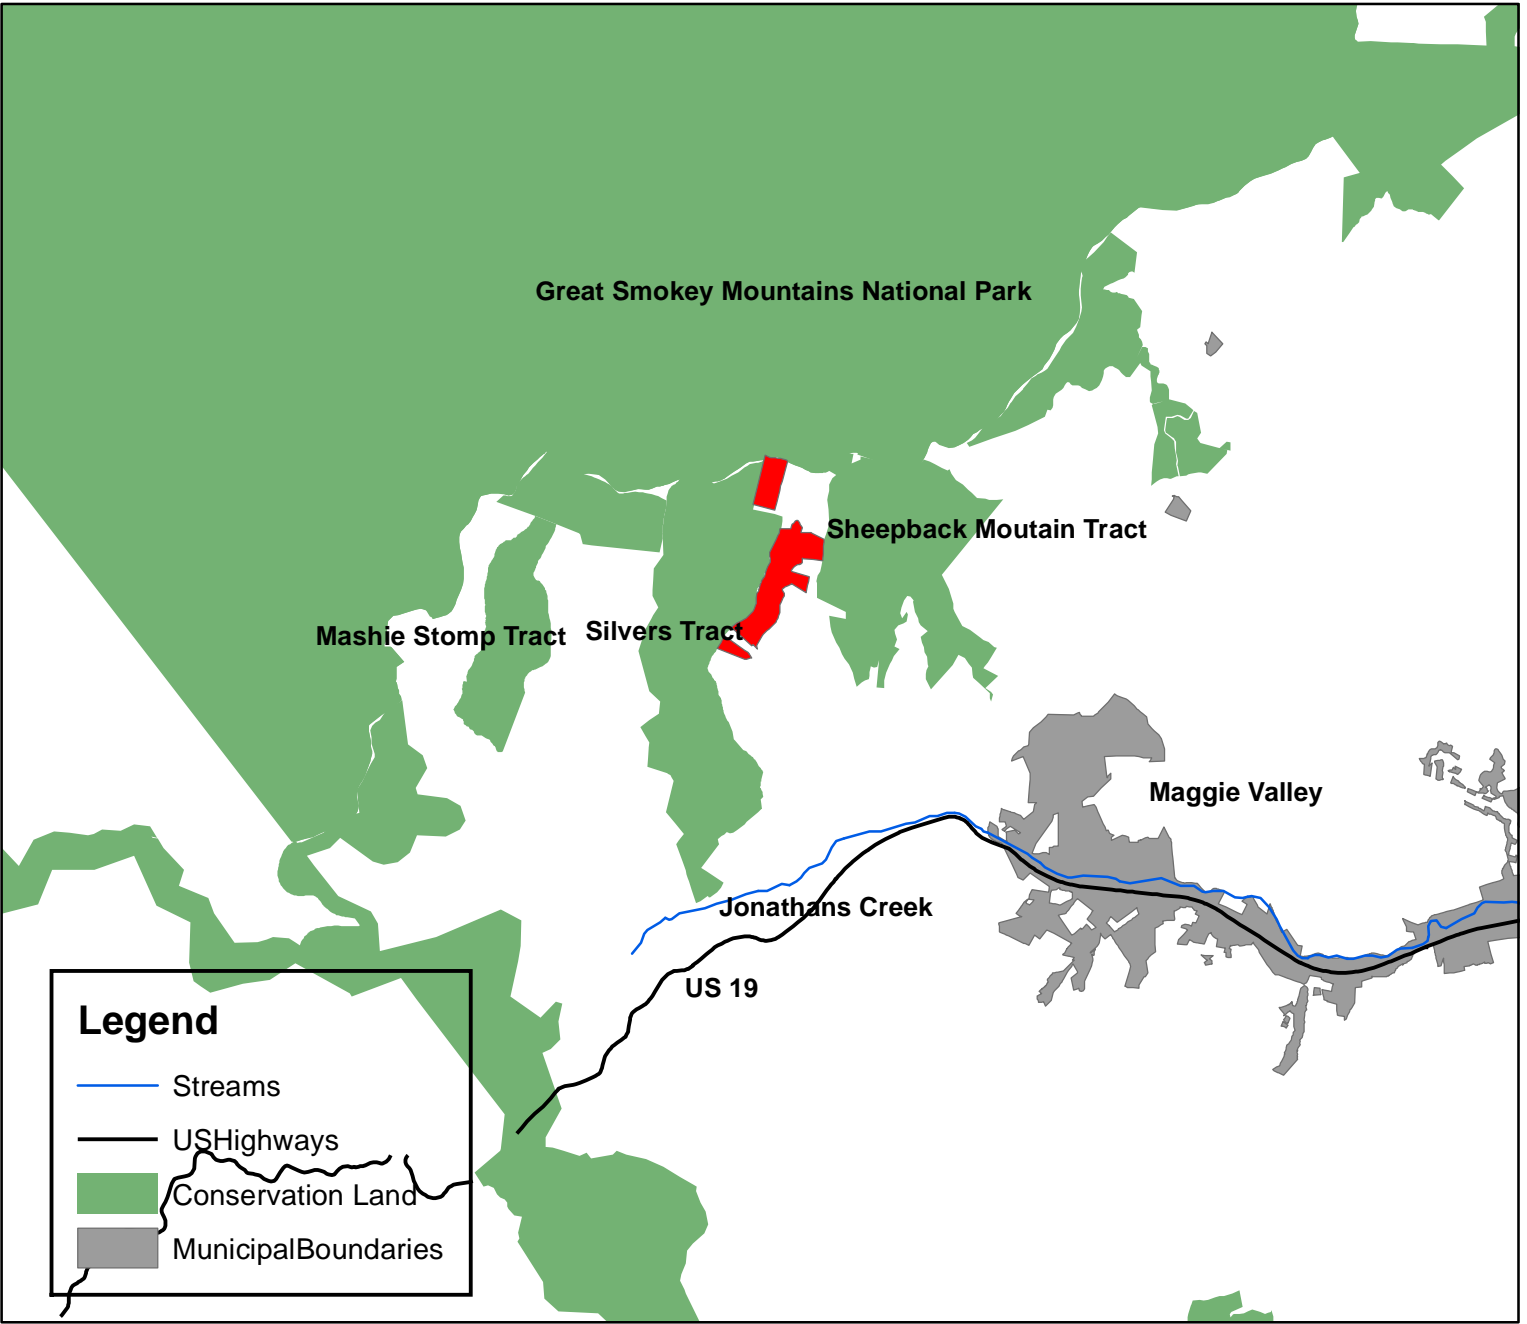 Great Smokey Mountains National Park
Sheepback Moutain Tract
Mashie Stomp Tract
Silvers Tract
Maggie Valley
Jonathans Creek
US 19
Legend
Streams
USHighways
Conservation Land
MunicipalBoundaries